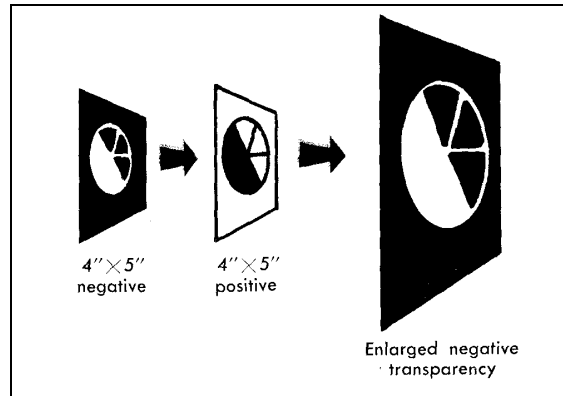 4″×5″
negative
4″×5″
positive
Enlarged negative
transparency